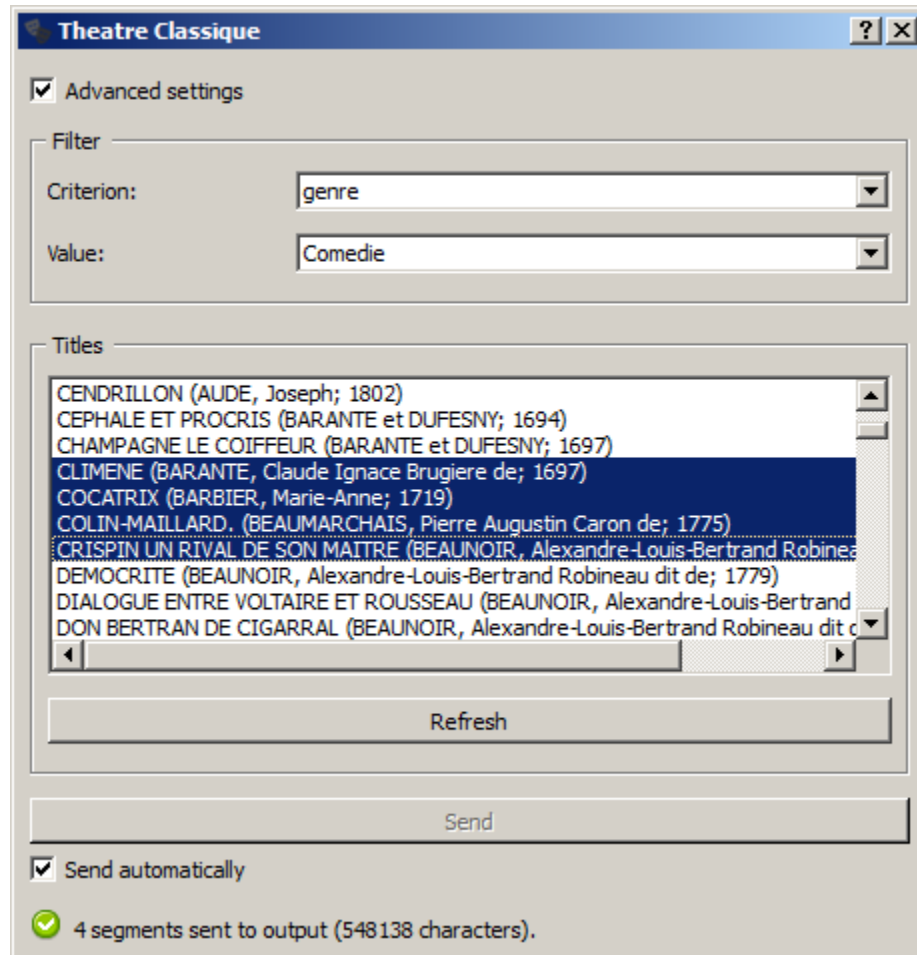 Theatre Classique
Advanced settings
Filter
Criterion: genre
Value: Comedie
Titles
CENDRILLON (AUDE, Joseph; 1802)
CEPHALE ET PROCRIS (BARANTE et DUFESNY; 1694)
CHAMPAGNE LE COIFFEUR (BARANTE et DUFESNY; 1697)
CLIMENE (BARANTE, Claude Ignace Brugiere de; 1697)
COCATRIX (BARBIER, Marie-Anne; 1719)
COLIN-MAILLARD. (BEAUMARCHAIS, Pierre Augustin Caron de; 1775)
CRISPIN UN RIVAL DE SON MAITRE (BEAUNOIR, Alexandre-Louis-Bertrand Robinea
DEMOCRITE (BEAUNOIR, Alexandre-Louis-Bertrand Robineau dit de; 1779)
DIALOGUE ENTRE VOLTAIRE ET ROUSSEAU (BEAUNOIR, Alexandre-Louis-Bertrand
DON BERTRAN DE CIGARRAL (BEAUNOIR, Alexandre-Louis-Bertrand Robineau dit
Refresh
Send
Send automatically
4 segments sent to output (548138 characters).